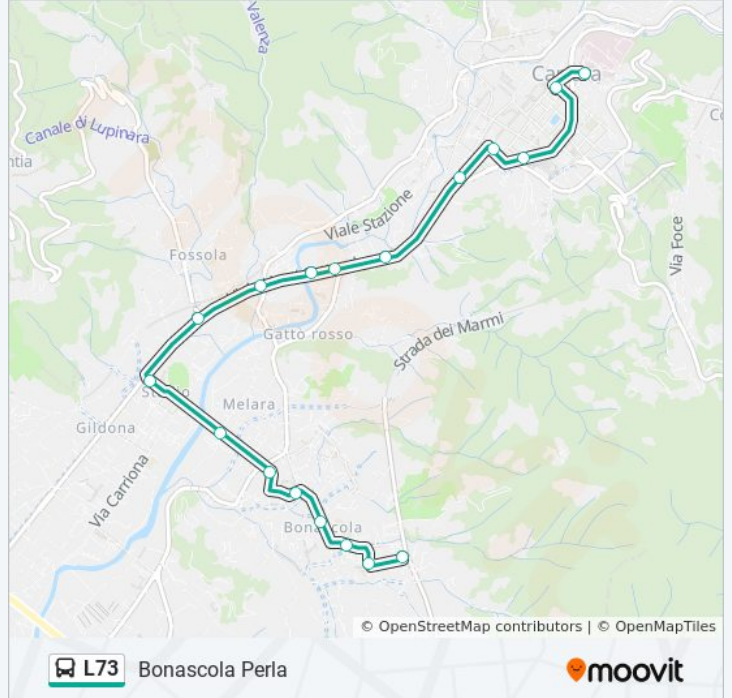 Valenza
Carrara
Canale di Lupinara
Viale Stazione
Fossola
Via Foce
Gatto rosso
Strada dei Marmi
Melara
Gildona
Via Carriona
Bonascola
© OpenStreetMap contributors | © OpenMapTiles
L73 Bonascola Perla
moovit